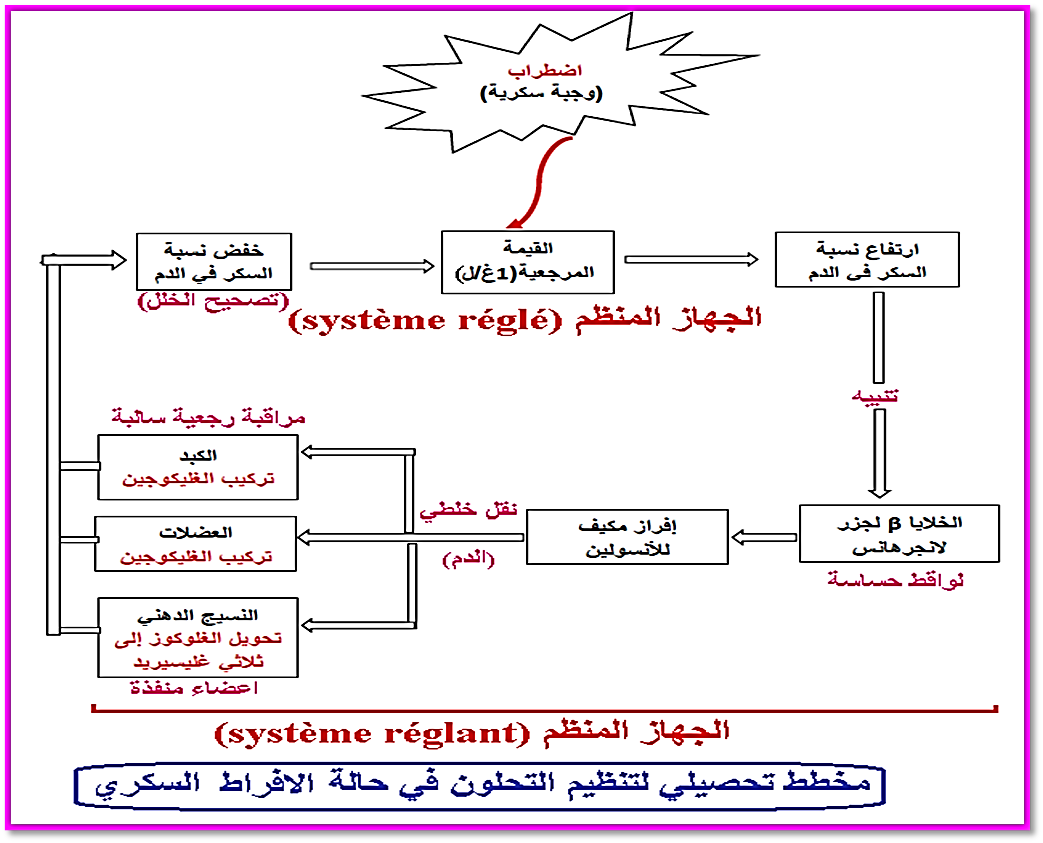 اضطراب
(وجبة سكرية)
ارتفاع نسبة
السكر في الدم
القيمة
المرجعية(1غ/ل)
خفض نسبة
السكر في الدم
(تصحيح الخلل)
الجهاز المنظم (système réglé)
تنبيه
مراقبة رجعية سالبة
الخلايا β لجزر
لانجرهانس
لواقط حساسة
إفراز مكيف
للأنسولين
نقل خلطي
(الدم)
الكبد
تركيب الغليكوجين
العضلات
تركيب الغليكوجين
النسيج الدهني
تحويل الغلوكوز إلى
ثلاثي غليسيريد
اعضاء منفذة
الجهاز المنظم (système réglant)
مخطط تحصيلي لتنظيم التحلون في حالة الافراط السكري